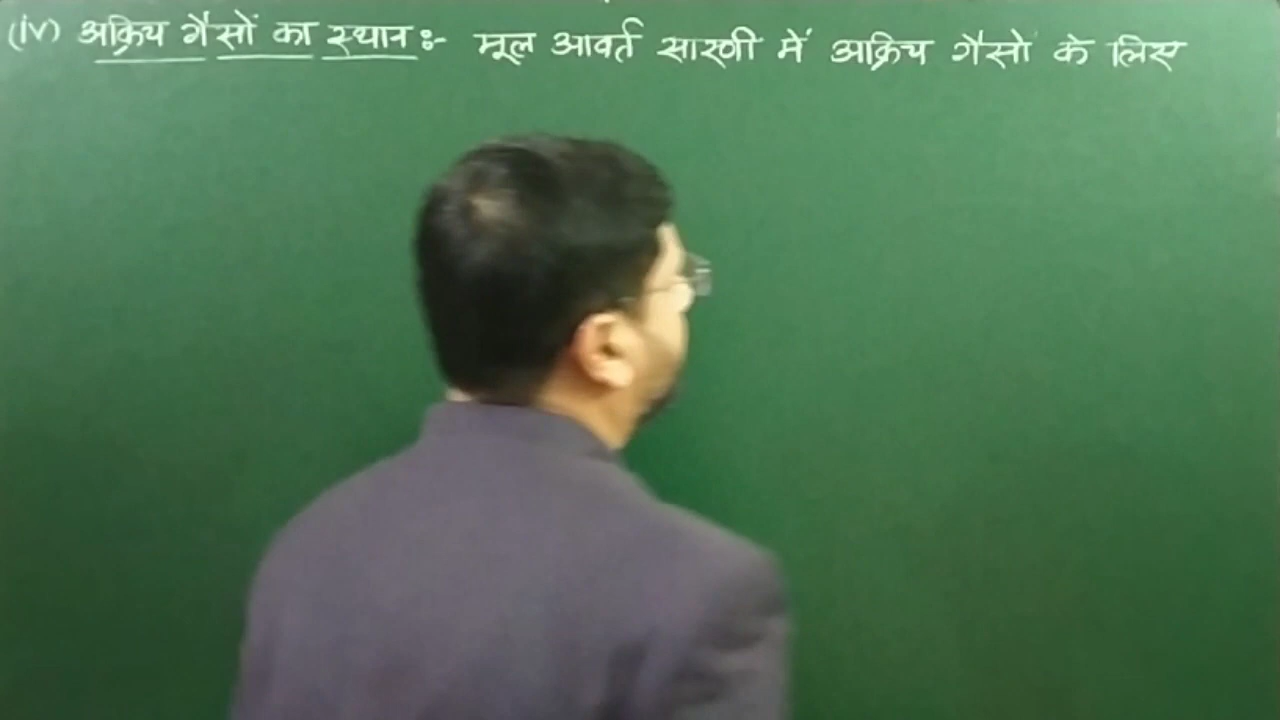 (iv) अक्रिय गैसों का स्थान :- मूल आवर्त सारणी में अक्रिय गैसो के लिए